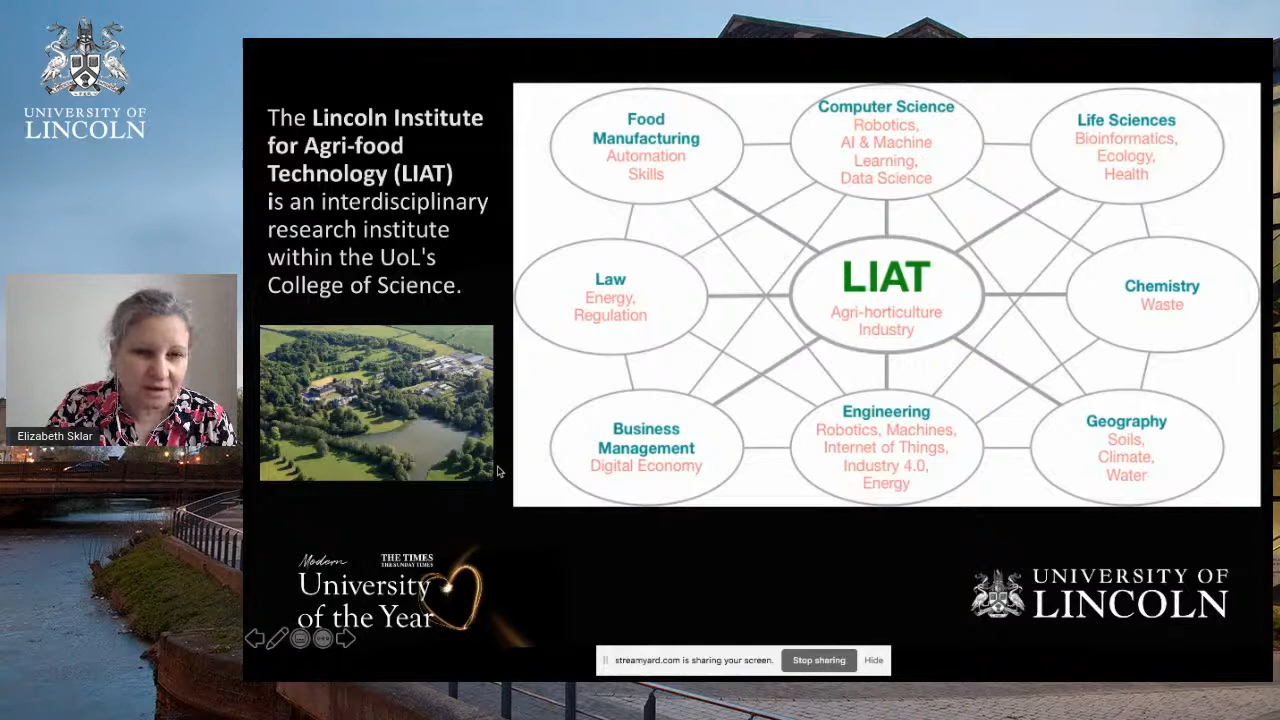 UNIVERSITY OF
LINCOLN
The Lincoln Institute
for Agri-food
Technology (LIAT)
is an interdisciplinary
research institute
within the UoL's
College of Science.
Food
Manufacturing
Automation
Skills
Computer Science
Robotics,
AI & Machine
Learning,
Data Science
Life Sciences
Bioinformatics,
Ecology,
Health
Law
Energy,
Regulation
LIAT
Agri-horticulture
Industry
Chemistry
Waste
Business
Management
Digital Economy
Engineering
Robotics, Machines,
Internet of Things,
Industry 4.0,
Energy
Geography
Soils,
Climate,
Water
Elizabeth Sklar
Modern
THE TIMES
THE SUNDAY TIMES
University
of the Year
UNIVERSITY OF
LINCOLN
streamyard.com is sharing your screen. Stop sharing Hide